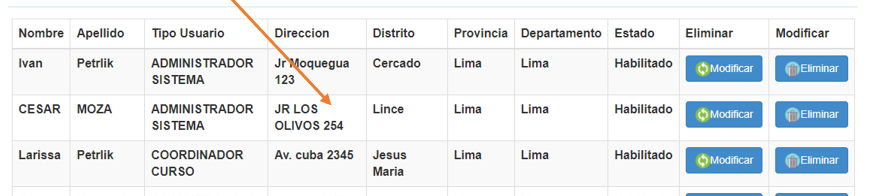 Nombre Apellido Tipo Usuario Direccion Distrito Provincia Departamento Estado Eliminar Modificar
Ivan Petrlik ADMINISTRADOR Jr Moquegua Cercado Lima Lima Habilitado Modificar Eliminar
SISTEMA 123
CESAR MOZA ADMINISTRADOR JR LOS Lince Lima Lima Habilitado Modificar Eliminar
SISTEMA OLIVOS 254
Larissa Petrlik COORDINADOR Av. cuba 2345 Jesus Lima Lima Habilitado Modificar Eliminar
CURSO Maria